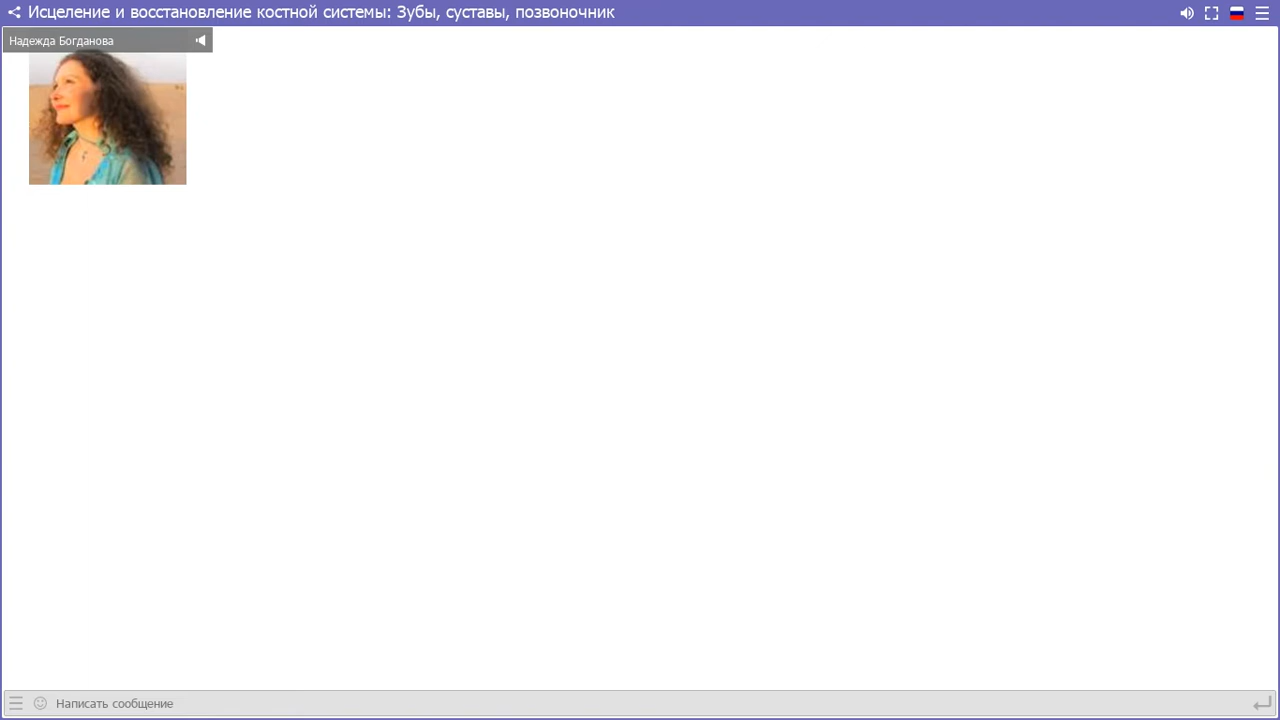 Исцеление и восстановление костной системы: Зубы, суставы, позвоночник
Надежда Богданова
Написать сообщение